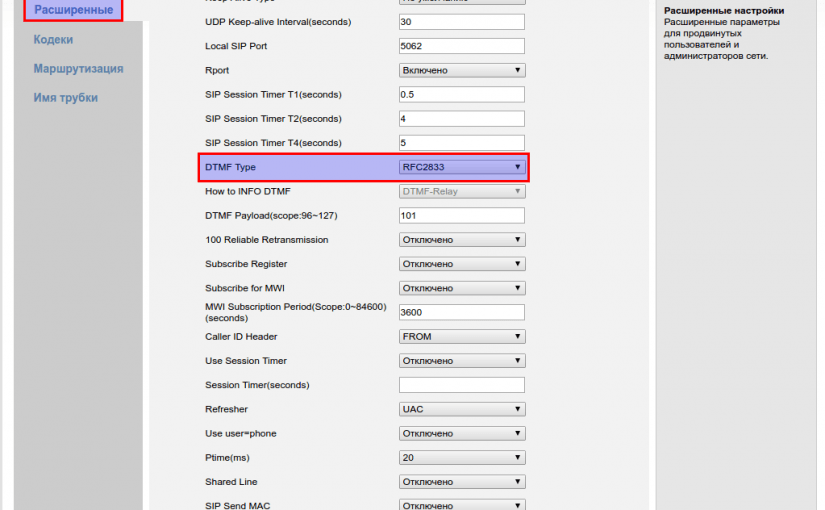 Расширенные
Кодеки
Маршрутизация
Имя трубки
UDP Keep-alive Interval(seconds) 30
Local SIP Port 5062
Rport Включено
SIP Session Timer T1(seconds) 0.5
SIP Session Timer T2(seconds) 4
SIP Session Timer T4(seconds) 5
DTMF Type RFC2833
How to INFO DTMF DTMF-Relay
DTMF Payload(scope:96~127) 101
100 Reliable Retransmission Отключено
Subscribe Register Отключено
Subscribe for MWI Отключено
MWI Subscription Period(Scope:0~84600)
(seconds) 3600
Caller ID Header FROM
Use Session Timer Отключено
Session Timer(seconds)
Refresher UAC
Use user=phone Отключено
Ptime(ms) 20
Shared Line Отключено
SIP Send MAC Отключено
Расширенные настройки
Расширенные параметры
для продвинутых
пользователей и
администраторов сети.